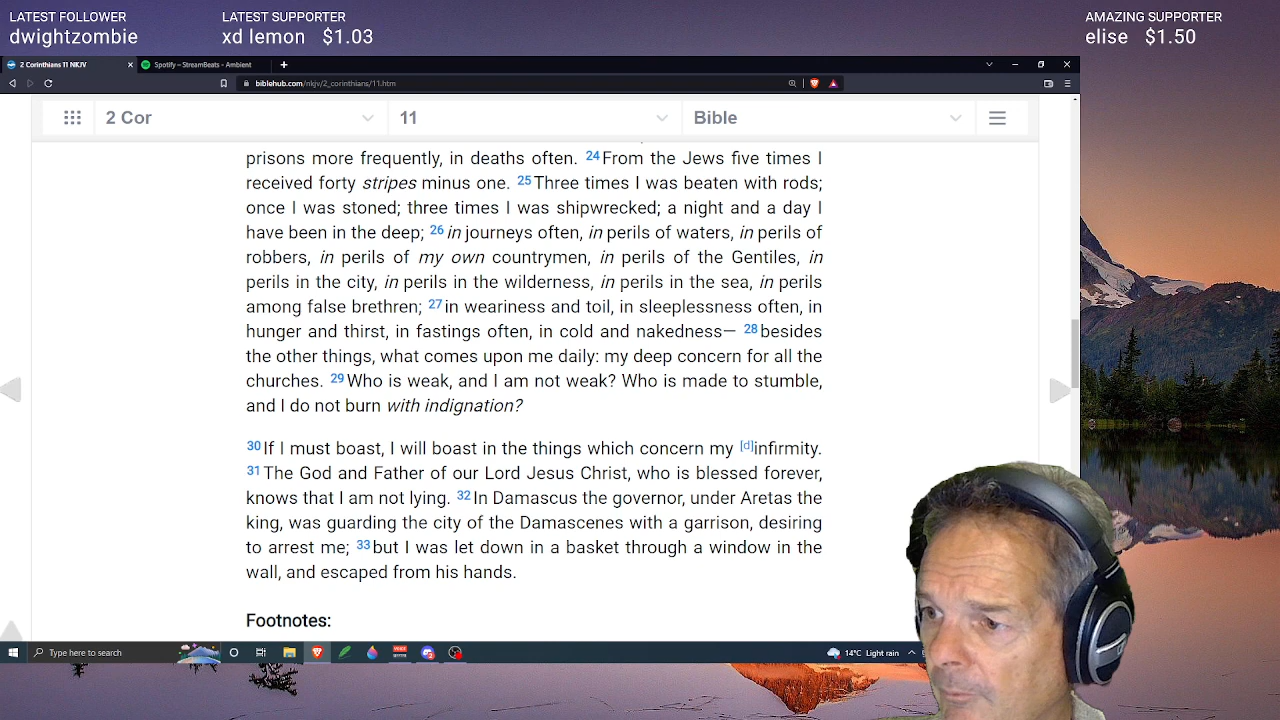 LATEST FOLLOWER
dwightzombie
LATEST SUPPORTER
xd lemon $1.03
AMAZING SUPPORTER
elise $1.50
2 Corinthians 11 NKJV
Spotify – StreamBeats - Ambient
biblehub.com/nkjv/2_corinthians/11.htm
2 Cor
11
Bible
prisons more frequently, in deaths often. 24 From the Jews five times I
received forty stripes minus one. 25 Three times I was beaten with rods;
once I was stoned; three times I was shipwrecked; a night and a day I
have been in the deep; 26 in journeys often, in perils of waters, in perils of
robbers, in perils of my own countrymen, in perils of the Gentiles, in
perils in the city, in perils in the wilderness, in perils in the sea, in perils
among false brethren; 27 in weariness and toil, in sleeplessness often, in
hunger and thirst, in fastings often, in cold and nakedness— 28 besides
the other things, what comes upon me daily: my deep concern for all the
churches. 29 Who is weak, and I am not weak? Who is made to stumble,
and I do not burn with indignation?
30 If I must boast, I will boast in the things which concern my [d]infirmity.
31 The God and Father of our Lord Jesus Christ, who is blessed forever,
knows that I am not lying. 32 In Damascus the governor, under Aretas the
king, was guarding the city of the Damascenes with a garrison, desiring
to arrest me; 33 but I was let down in a basket through a window in the
wall, and escaped from his hands.
Footnotes:
Type here to search
14°C Light rain